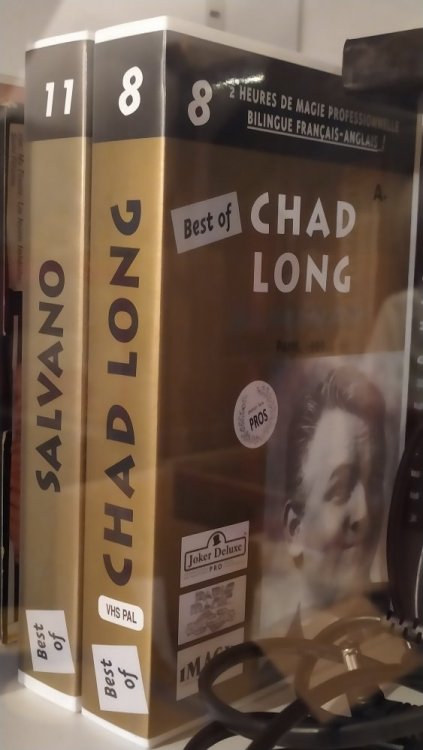 11
SALVANO
Best of
8
CHAD LONG
VHS PAL
Best of
8
2 HEURES DE MAGIE PROFESSIONNELLE
BILINGUE FRANÇAIS-ANGLAIS !
Best of
CHAD
LONG
PROS
Joker Deluxe
PRO